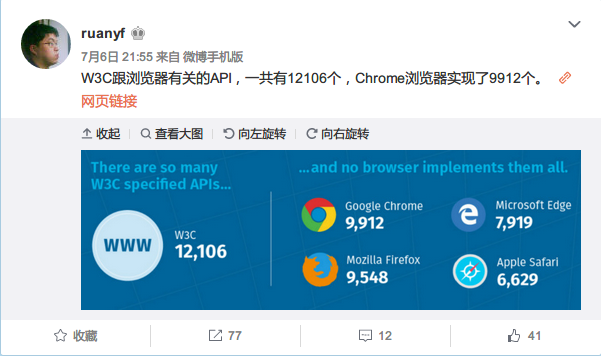 ruanyf
7月6日 21:55 来自 微博手机版
W3C跟浏览器有关的API，一共有12106个，Chrome浏览器实现了9912个。
网页链接
收起 查看大图 向左旋转 向右旋转
There are so many
W3C specified APIs...
...and no browser implements them all.
WWW
W3C
12,106
Google Chrome
9,912
Microsoft Edge
7,919
Mozilla Firefox
9,548
Apple Safari
6,629
收藏 77 12 41